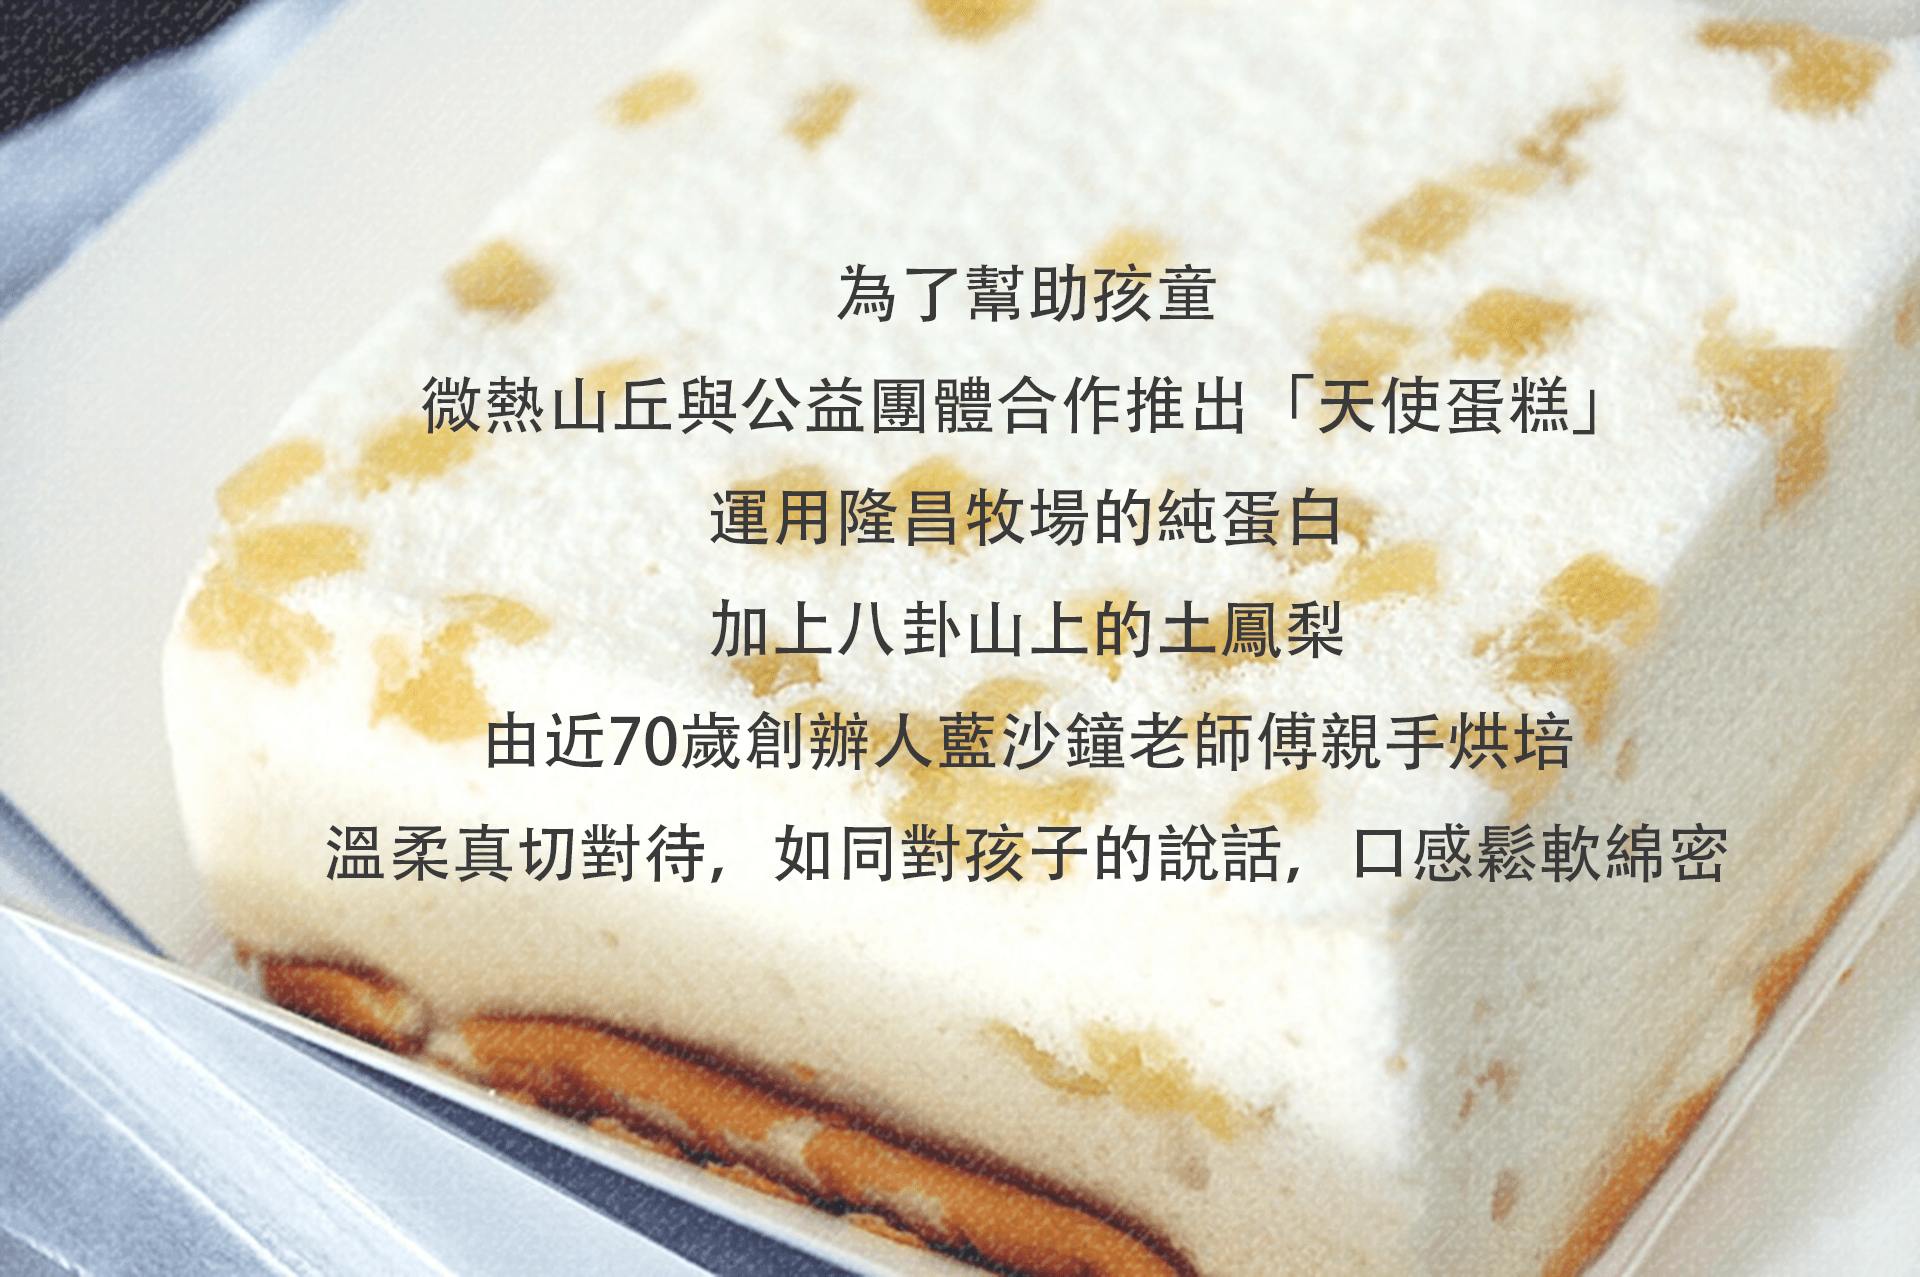 為了幫助孩童
微熱山丘與公益團體合作推出「天使蛋糕」
運用隆昌牧場的純蛋白
加上八卦山上的土鳳梨
由近70歲創辦人藍沙鐘老師傅親手烘培
溫柔真切對待，如同對孩子的說話，口感鬆軟綿密